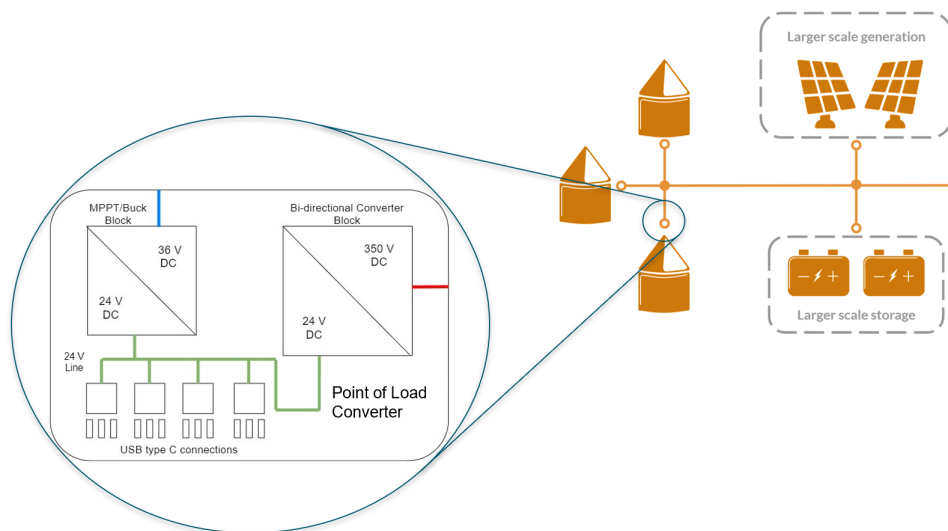 Larger scale generation
MPPT/Buck
Block
36 V
DC
24 V
DC
Bi-directional Converter
Block
350 V
DC
24 V
DC
24 V
Line
Point of Load
Converter
USB type C connections
Larger scale storage